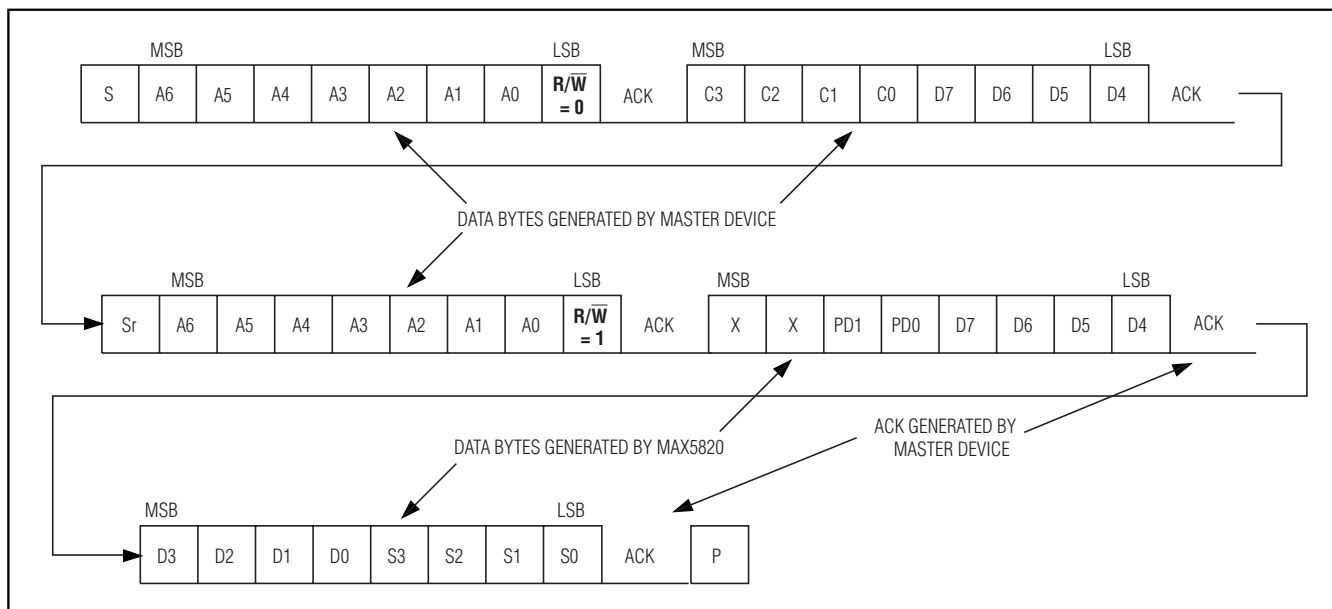 MSB LSB MSB LSB
S A6 A5 A4 A3 A2 A1 A0 R/W̅ = 0 ACK C3 C2 C1 C0 D7 D6 D5 D4 ACK
DATA BYTES GENERATED BY MASTER DEVICE
MSB LSB MSB LSB
Sr A6 A5 A4 A3 A2 A1 A0 R/W̅ = 1 ACK X X PD1 PD0 D7 D6 D5 D4 ACK
DATA BYTES GENERATED BY MAX5820
ACK GENERATED BY
MASTER DEVICE
MSB LSB
D3 D2 D1 D0 S3 S2 S1 S0 ACK P